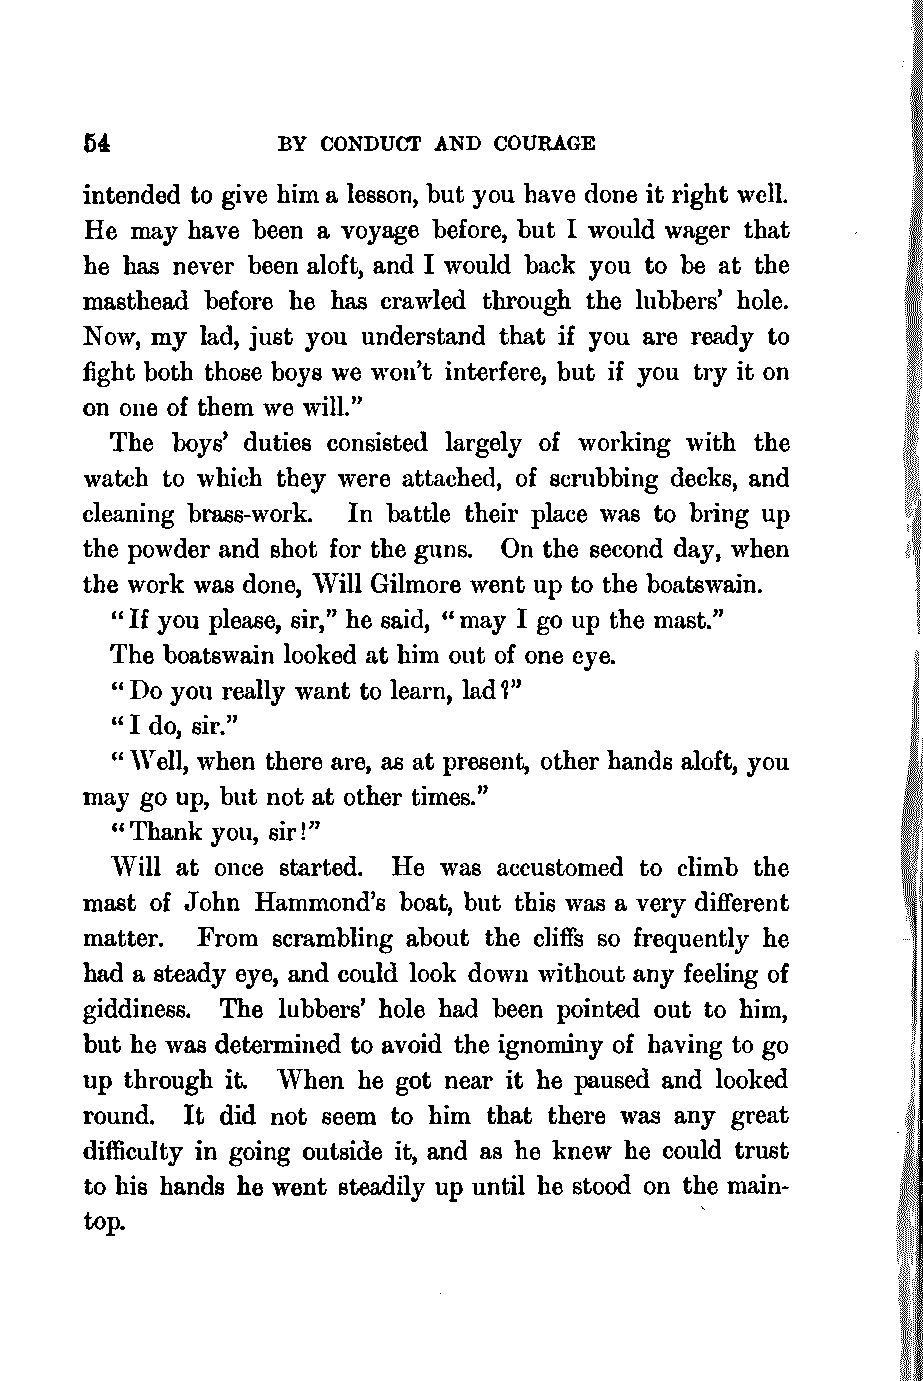 54 BY CONDUCT AND COURAGE
intended to give him a lesson, but you have done it right well.
He may have been a voyage before, but I would wager that
he has never been aloft, and I would back you to be at the
masthead before he has crawled through the lubbers' hole.
Now, my lad, just you understand that if you are ready to
fight both those boys we won't interfere, but if you try it on
on one of them we will."
The boys' duties consisted largely of working with the
watch to which they were attached, of scrubbing decks, and
cleaning brass-work. In battle their place was to bring up
the powder and shot for the guns. On the second day, when
the work was done, Will Gilmore went up to the boatswain.
"If you please, sir," he said, "may I go up the mast."
The boatswain looked at him out of one eye.
"Do you really want to learn, lad?"
"I do, sir."
"Well, when there are, as at present, other hands aloft, you
may go up, but not at other times."
"Thank you, sir!"
Will at once started. He was accustomed to climb the
mast of John Hammond's boat, but this was a very different
matter. From scrambling about the cliffs so frequently he
had a steady eye, and could look down without any feeling of
giddiness. The lubbers' hole had been pointed out to him,
but he was determined to avoid the ignominy of having to go
up through it. When he got near it he paused and looked
round. It did not seem to him that there was any great
difficulty in going outside it, and as he knew he could trust
to his hands he went steadily up until he stood on the main-
top.